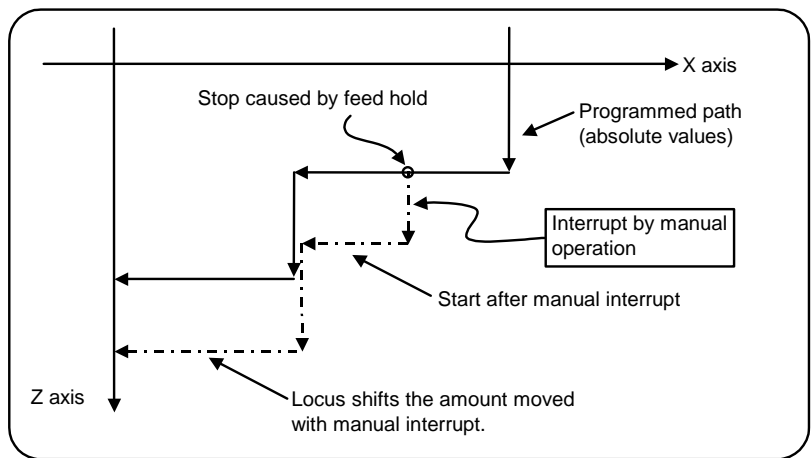 X axis
Stop caused by feed hold
Programmed path
(absolute values)
Interrupt by manual
operation
Start after manual interrupt
Z axis
Locus shifts the amount moved
with manual interrupt.